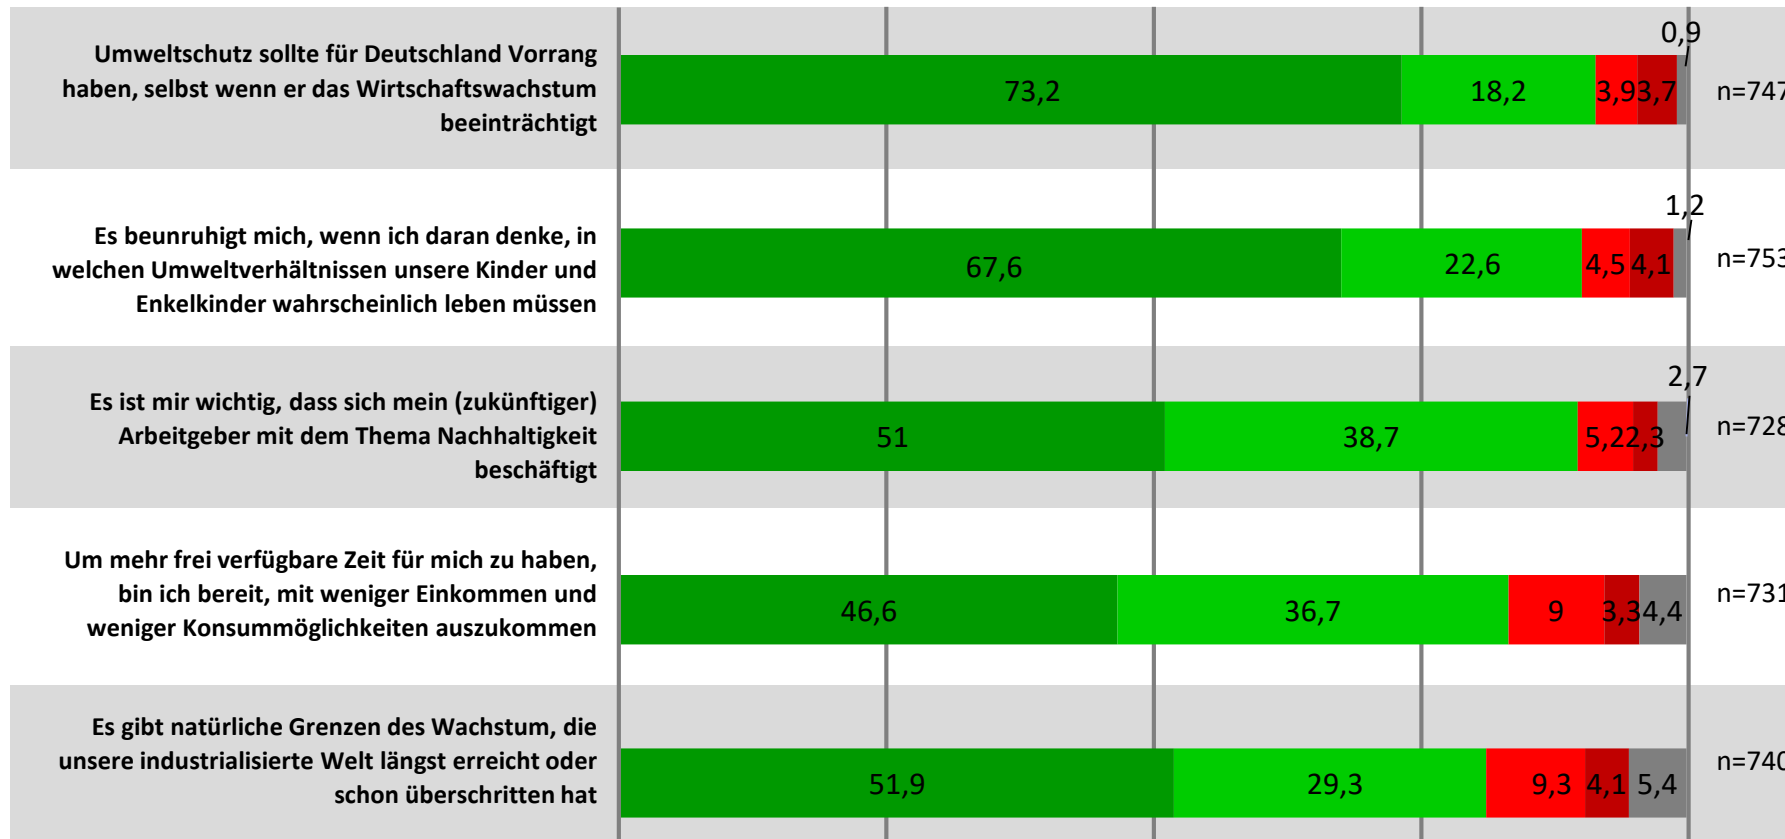 0,9
Umweltschutz sollte für Deutschland Vorrang
haben, selbst wenn er das Wirtschaftswachstum
beeinträchtigt
73,2 18,2 3,9 3,7 n=747
1,2
Es beunruhigt mich, wenn ich daran denke, in
welchen Umweltverhältnissen unsere Kinder und
Enkelkinder wahrscheinlich leben müssen
67,6 22,6 4,5 4,1 n=753
2,7
Es ist mir wichtig, dass sich mein (zukünftiger)
Arbeitgeber mit dem Thema Nachhaltigkeit
beschäftigt
51 38,7 5,2 2,3 n=728
Um mehr frei verfügbare Zeit für mich zu haben,
bin ich bereit, mit weniger Einkommen und
weniger Konsummöglichkeiten auszukommen
46,6 36,7 9 3,3 4,4 n=731
Es gibt natürliche Grenzen des Wachstum, die
unsere industrialisierte Welt längst erreicht oder
schon überschritten hat
51,9 29,3 9,3 4,1 5,4 n=740